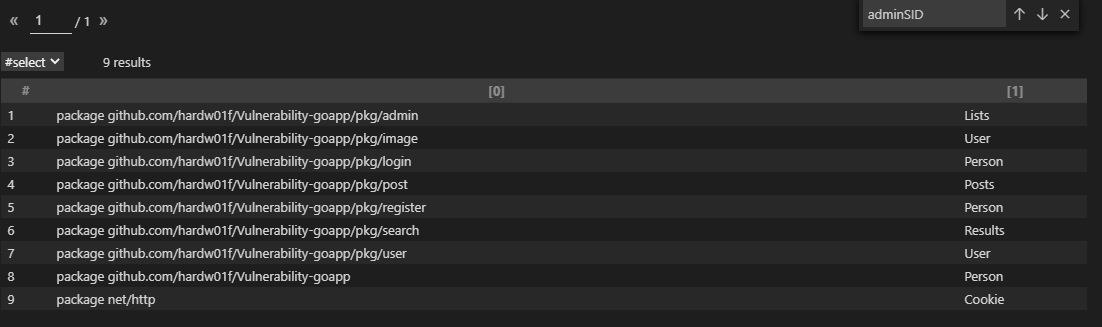 adminSID
« 1 / 1 »
#select 9 results
# [0] [1]
1 package github.com/hardw01f/Vulnerability-goapp/pkg/admin Lists
2 package github.com/hardw01f/Vulnerability-goapp/pkg/image User
3 package github.com/hardw01f/Vulnerability-goapp/pkg/login Person
4 package github.com/hardw01f/Vulnerability-goapp/pkg/post Posts
5 package github.com/hardw01f/Vulnerability-goapp/pkg/register Person
6 package github.com/hardw01f/Vulnerability-goapp/pkg/search Results
7 package github.com/hardw01f/Vulnerability-goapp/pkg/user User
8 package github.com/hardw01f/Vulnerability-goapp Person
9 package net/http Cookie